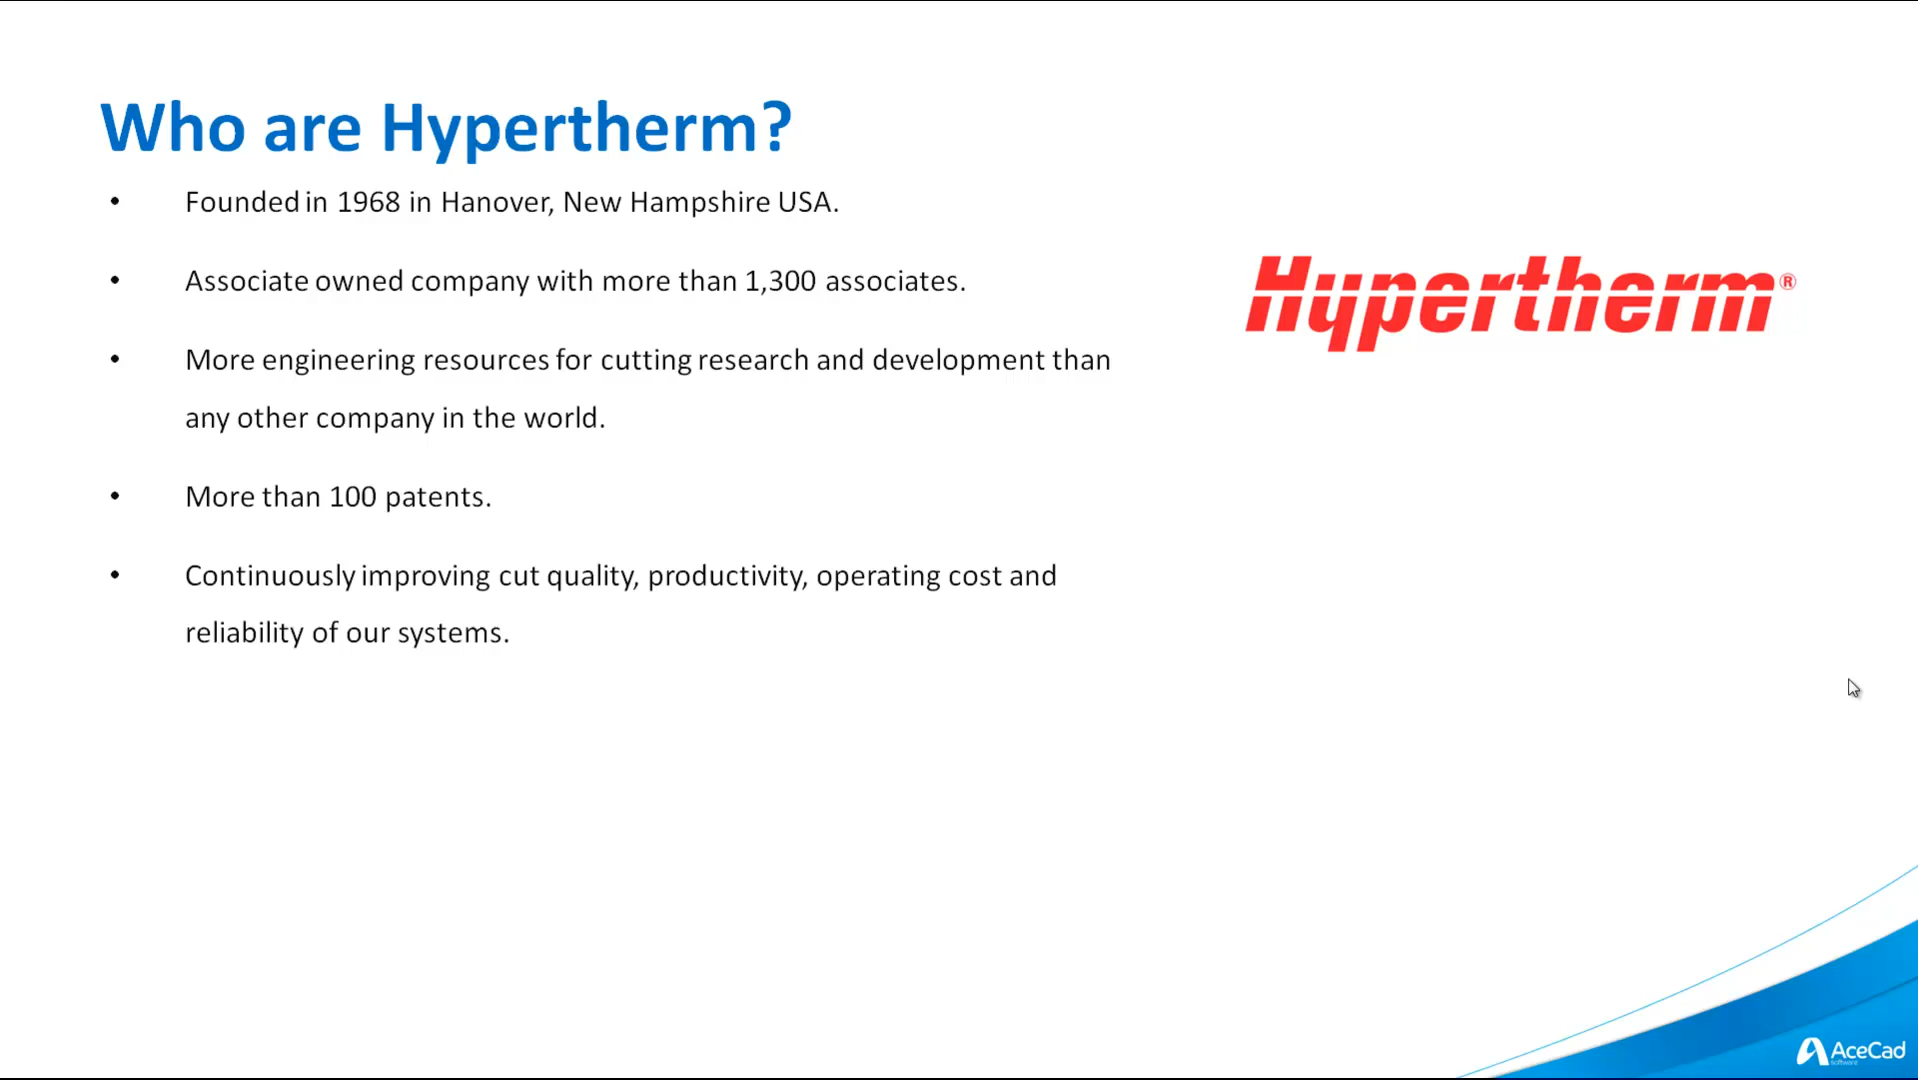 Who are Hypertherm?
• Founded in 1968 in Hanover, New Hampshire USA.
• Associate owned company with more than 1,300 associates.
• More engineering resources for cutting research and development than
any other company in the world.
• More than 100 patents.
• Continuously improving cut quality, productivity, operating cost and
reliability of our systems.
Hypertherm®
AceCad
software